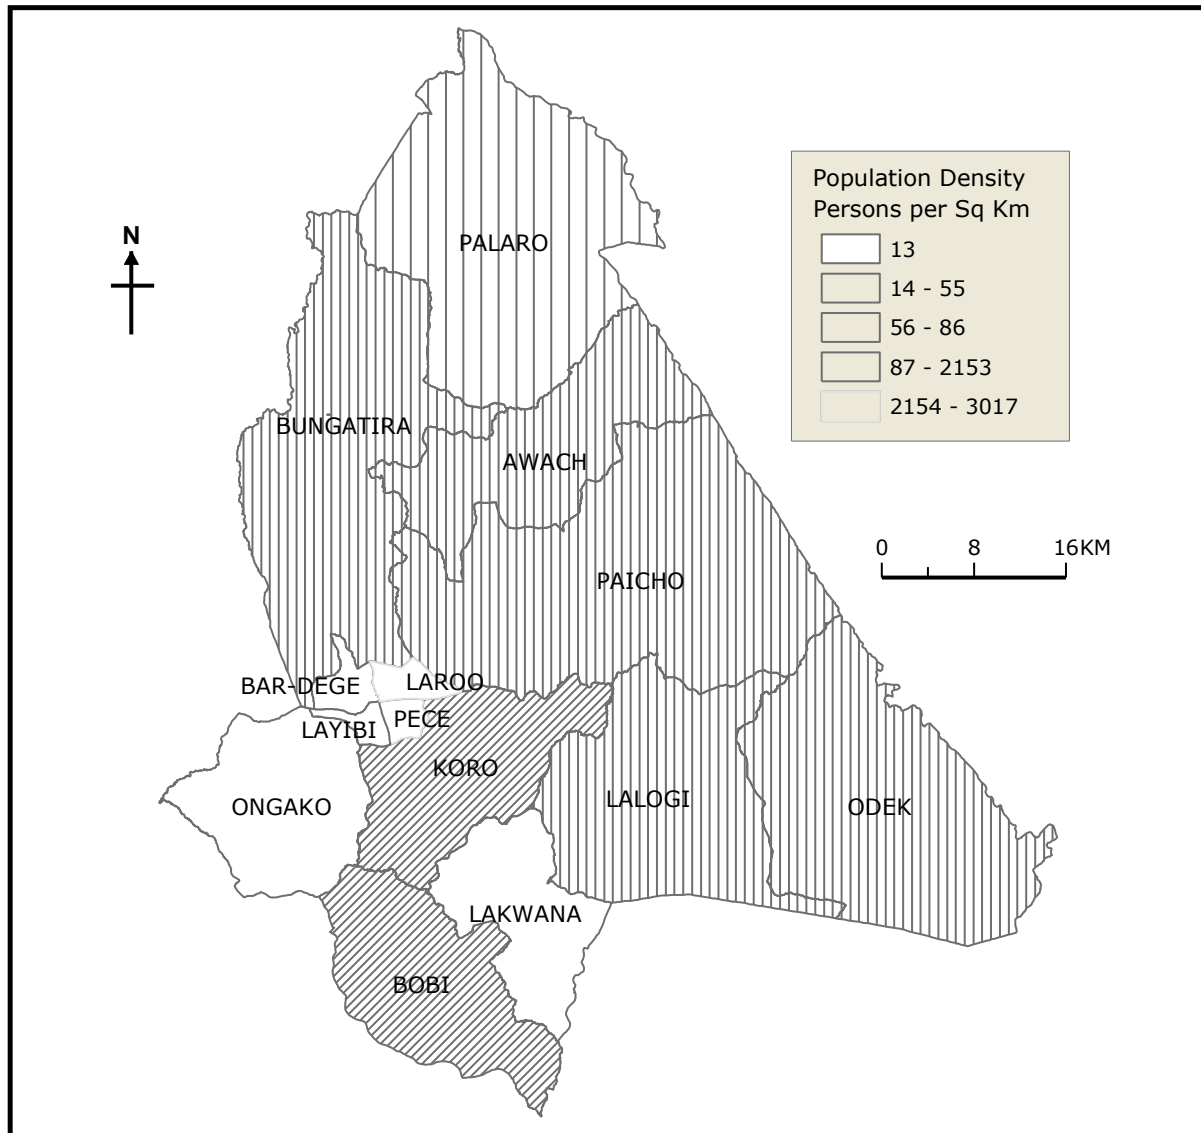 Population Density
Persons per Sq Km
13
14 - 55
56 - 86
87 - 2153
2154 - 3017
N
PALARO
BUNGATIRA
AWACH
0 8 16KM
PAICHO
BAR-DEGE
LAROO
LAYIBI
PECE
KORO
ONGAKO
LALOGI
ODEK
LAKWANA
BOBI